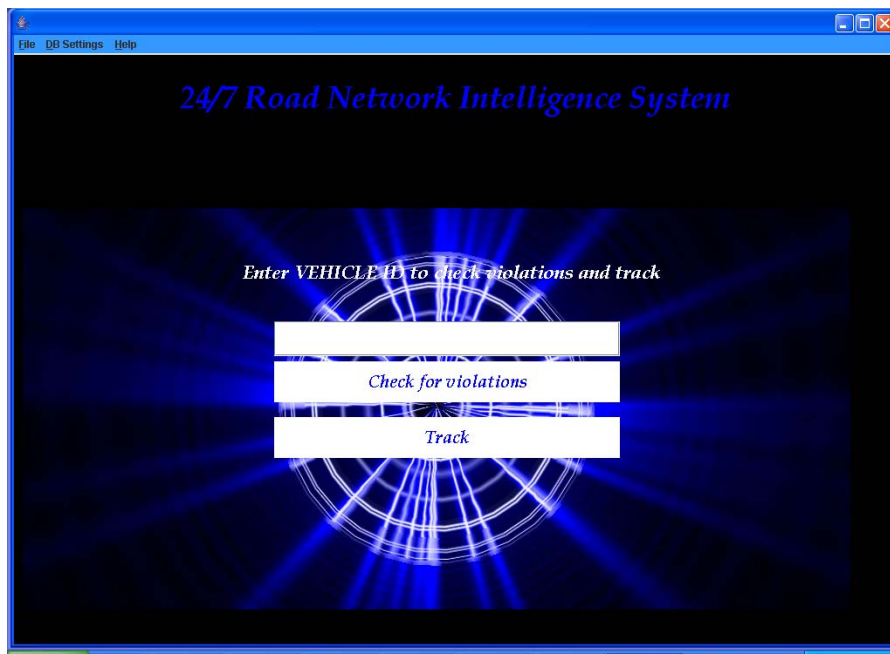 File DB Settings Help
24/7 Road Network Intelligence System
Enter VEHICLE ID to check violations and track
Check for violations
Track